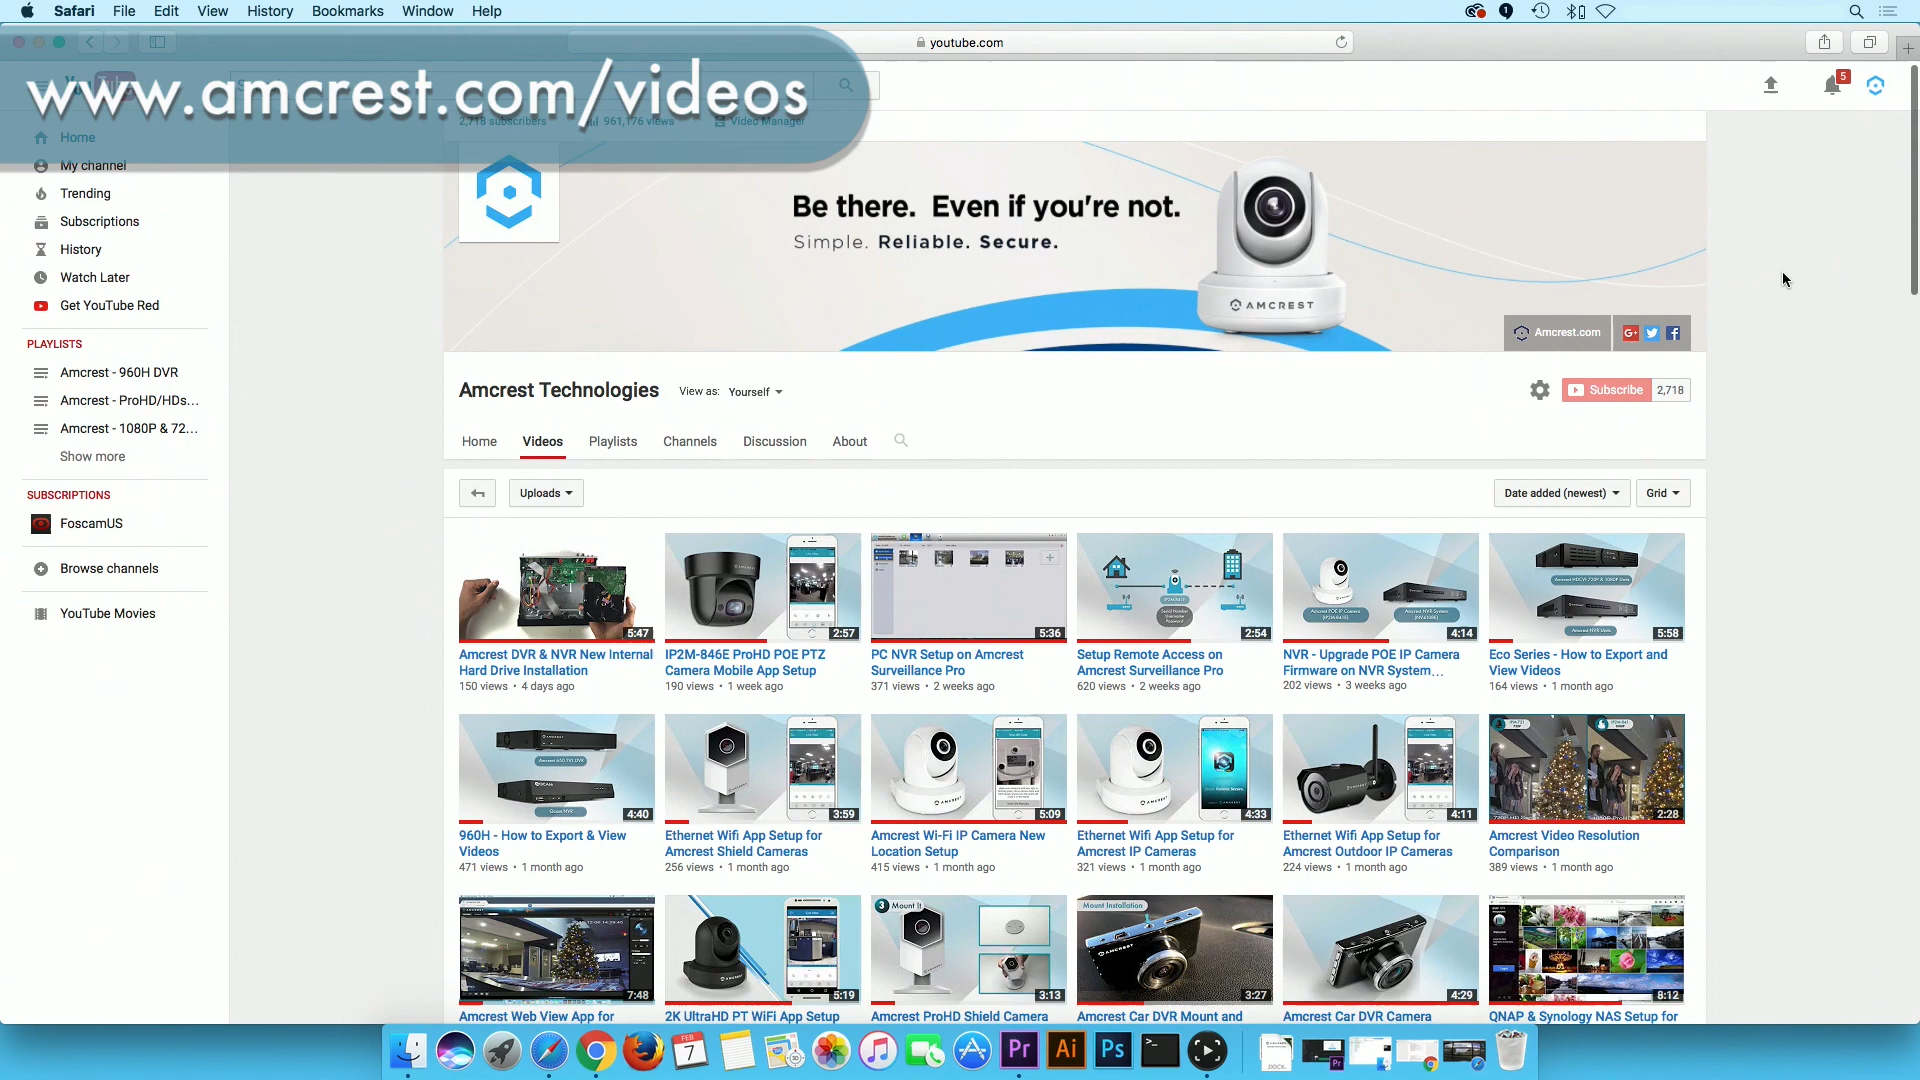 Safari File Edit View History Bookmarks Window Help
youtube.com
www.amcrest.com/videos
5
2,718 subscribers 961,176 views Video Manager
Home
My channel
Trending
Subscriptions
History
Watch Later
Get YouTube Red
PLAYLISTS
Amcrest - 960H DVR
Amcrest - ProHD/HDs...
Amcrest - 1080P & 72...
Show more
SUBSCRIPTIONS
FoscamUS
Browse channels
YouTube Movies
Be there. Even if you're not.
Simple. Reliable. Secure.
AMCREST
Amcrest.com
Amcrest Technologies View as: Yourself
Subscribe 2,718
Home Videos Playlists Channels Discussion About
Uploads
Date added (newest) Grid
5:47 2:57 5:36 2:54 4:14 5:58
Amcrest DVR & NVR New Internal
Hard Drive Installation
150 views • 4 days ago
IP2M-846E ProHD POE PTZ
Camera Mobile App Setup
190 views • 1 week ago
PC NVR Setup on Amcrest
Surveillance Pro
371 views • 2 weeks ago
Setup Remote Access on
Amcrest Surveillance Pro
620 views • 2 weeks ago
NVR - Upgrade POE IP Camera
Firmware on NVR System...
202 views • 3 weeks ago
Eco Series - How to Export and
View Videos
164 views • 1 month ago
4:40 3:59 5:09 4:33 4:11 2:28
960H - How to Export & View
Videos
471 views • 1 month ago
Ethernet Wifi App Setup for
Amcrest Shield Cameras
256 views • 1 month ago
Amcrest Wi-Fi IP Camera New
Location Setup
415 views • 1 month ago
Ethernet Wifi App Setup for
Amcrest IP Cameras
321 views • 1 month ago
Ethernet Wifi App Setup for
Amcrest Outdoor IP Cameras
224 views • 1 month ago
Amcrest Video Resolution
Comparison
389 views • 1 month ago
3 Mount It
Mount Installation
7:48 5:19 3:13 3:27 4:29 8:12
Amcrest Web View App for
2K UltraHD PT WiFi App Setup
Amcrest ProHD Shield Camera
Amcrest Car DVR Mount and
Amcrest Car DVR Camera
QNAP & Synology NAS Setup for
FEB
7
Pr Ai Ps
.DOCX